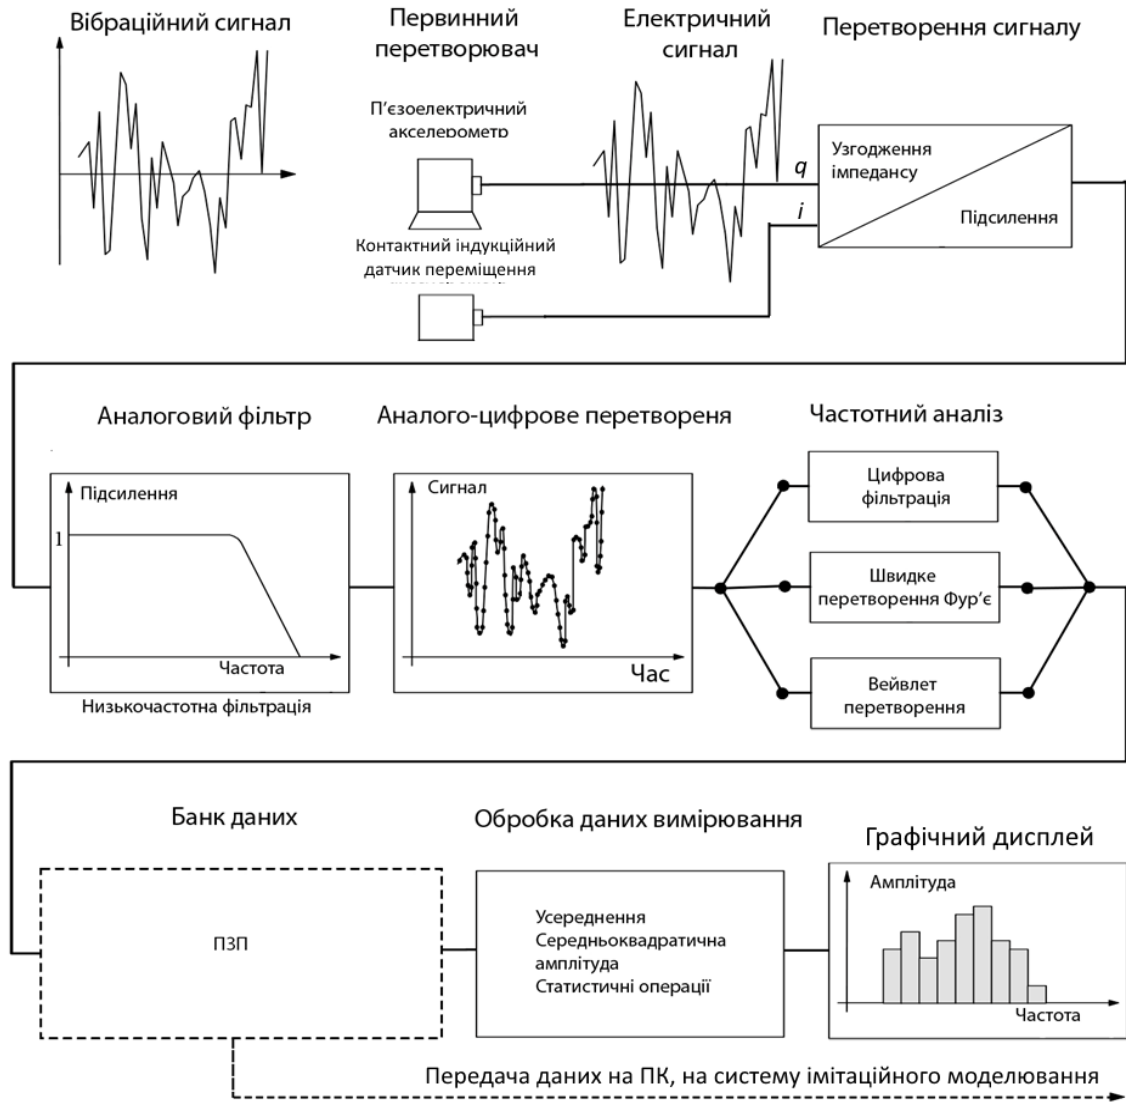 Вібраційний сигнал
Первинний
перетворювач
Електричний
сигнал
Перетворення сигналу
П'єзоелектричний
акселерометр
q
i
Узгодження
імпедансу
Підсилення
Контактний індукційний
датчик переміщення
Аналоговий фільтр
Аналого-цифрове перетвореня
Частотний аналіз
Підсилення
1
Частота
Низькочастотна фільтрація
Сигнал
Час
Цифрова
фільтрація
Швидке
перетворення Фур'є
Вейвлет
перетворення
Банк даних
Обробка даних вимірювання
Графічний дисплей
ПЗП
Усереднення
Середньоквадратична
амплітуда
Статистичні операції
Амплітуда
Частота
Передача даних на ПК, на систему імітаційного моделювання